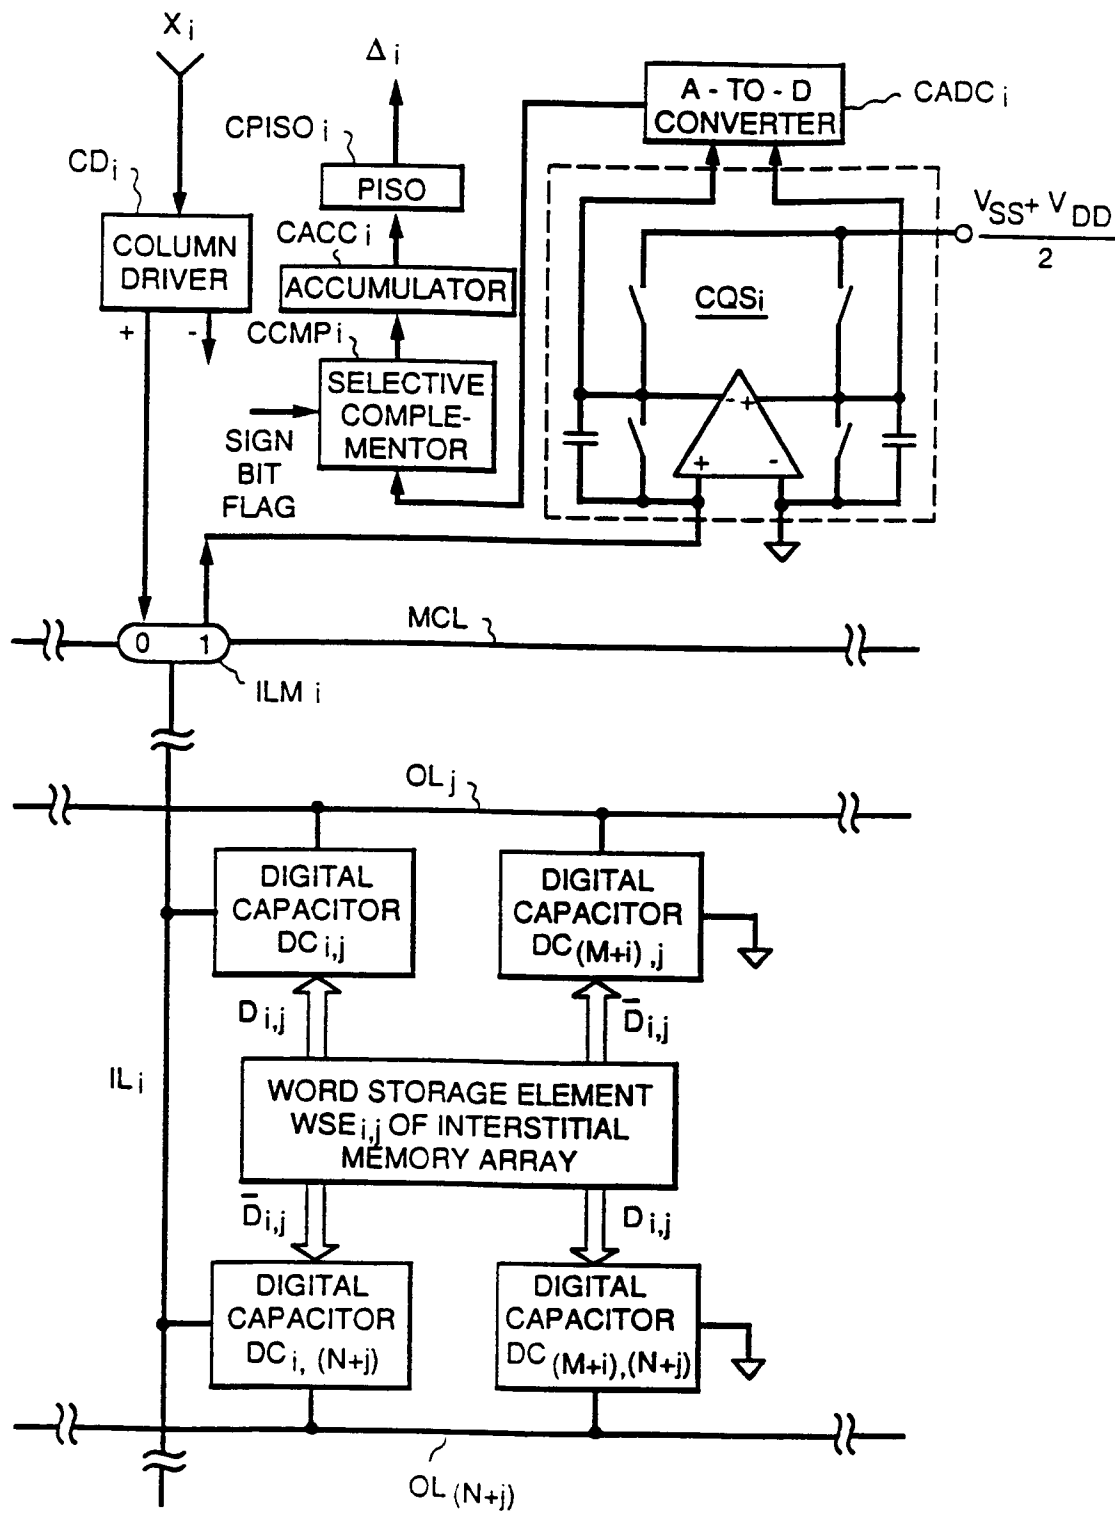 X i
Δ i
A - TO - D
CONVERTER
CADC i
CPISO i
CD i
PISO
V SS + V DD
2
COLUMN
DRIVER
CACC i
ACCUMULATOR
CQSi
+ -
CCMP i
SELECTIVE
COMPLE-
MENTOR
- +
SIGN
BIT
FLAG
+ -
0 1
MCL
ILM i
OL j
DIGITAL
CAPACITOR
DC i,j
DIGITAL
CAPACITOR
DC (M+i) ,j
D i,j
D̄ i,j
IL i
WORD STORAGE ELEMENT
WSE i,j OF INTERSTITIAL
MEMORY ARRAY
D̄ i,j
D i,j
DIGITAL
CAPACITOR
DC i, (N+j)
DIGITAL
CAPACITOR
DC (M+i),(N+j)
OL (N+j)